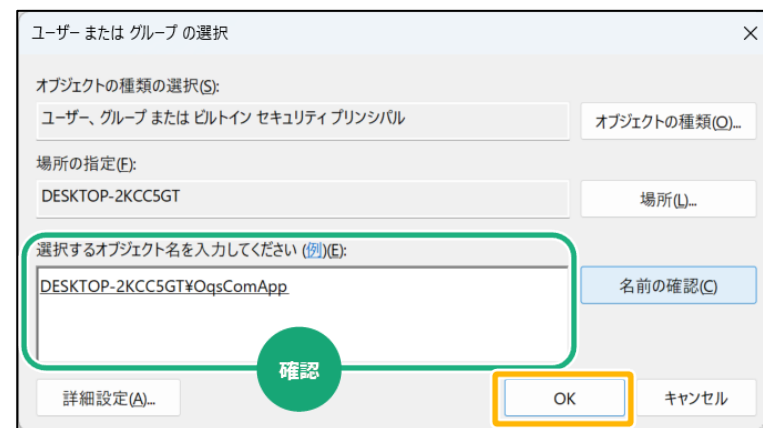 ユーザー または グループ の選択
オブジェクトの種類の選択(S):
ユーザー、グループ または ビルトイン セキュリティ プリンシパル
オブジェクトの種類(O)...
場所の指定(F):
DESKTOP-2KCC5GT
場所(L)...
選択するオブジェクト名を入力してください (例)(E):
DESKTOP-2KCC5GT¥OqsComApp
名前の確認(C)
確認
詳細設定(A)...
OK
キャンセル